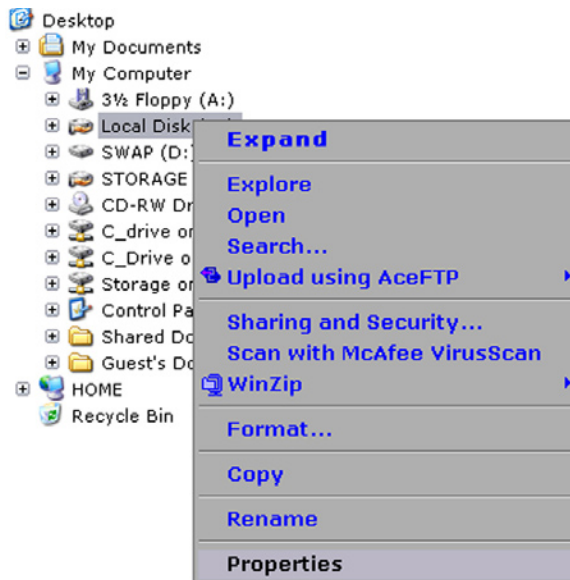 Desktop
My Documents
My Computer
3½ Floppy (A:)
Local Disk
SWAP (D:)
STORAGE
CD-RW Dr
C_drive or
C_Drive o
Storage or
Control Pa
Shared Do
Guest's Do
HOME
Recycle Bin
Expand
Explore
Open
Search...
Upload using AceFTP
Sharing and Security...
Scan with McAfee VirusScan
WinZip
Format...
Copy
Rename
Properties